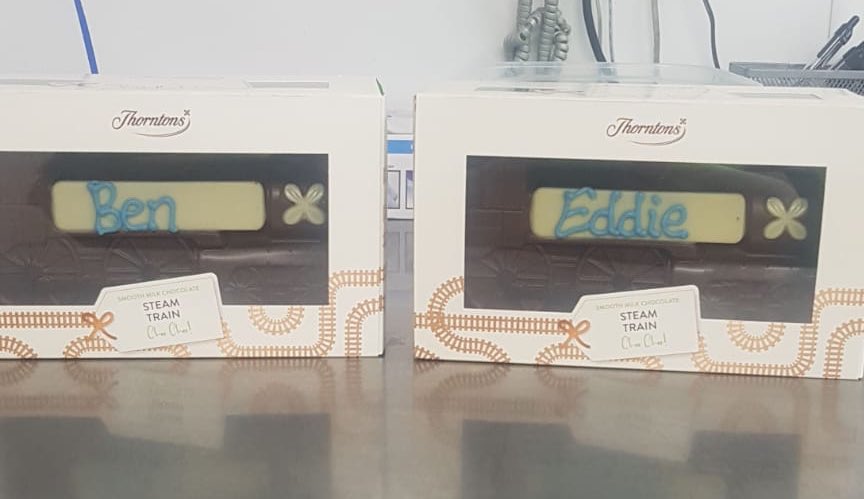 Thorntons
Ben
SMOOTH MILK CHOCOLATE
STEAM
TRAIN
Choo Choo!
Thorntons
Eddie
SMOOTH MILK CHOCOLATE
STEAM
TRAIN
Choo Choo!